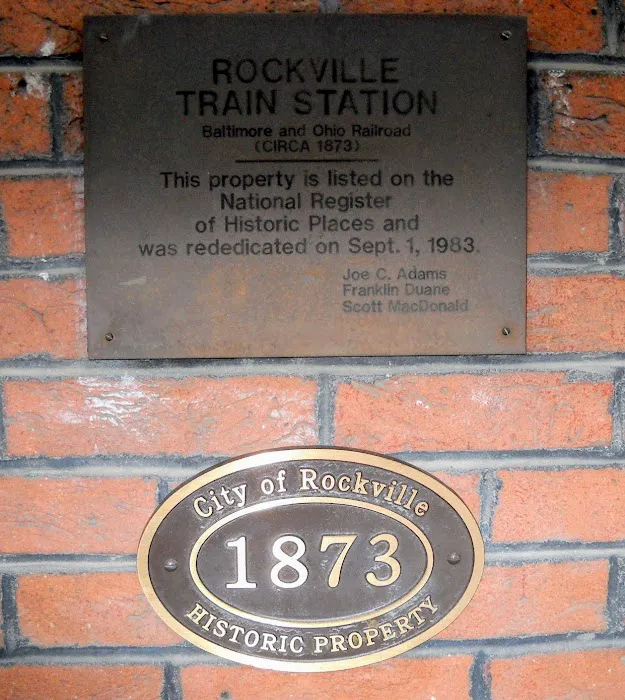 ROCKVILLE
TRAIN STATION
Baltimore and Ohio Railroad
(CIRCA 1873)
This property is listed on the
National Register
of Historic Places and
was rededicated on Sept. 1, 1983.
Joe C. Adams
Franklin Duane
Scott MacDonald
City of Rockville
1873
HISTORIC PROPERTY